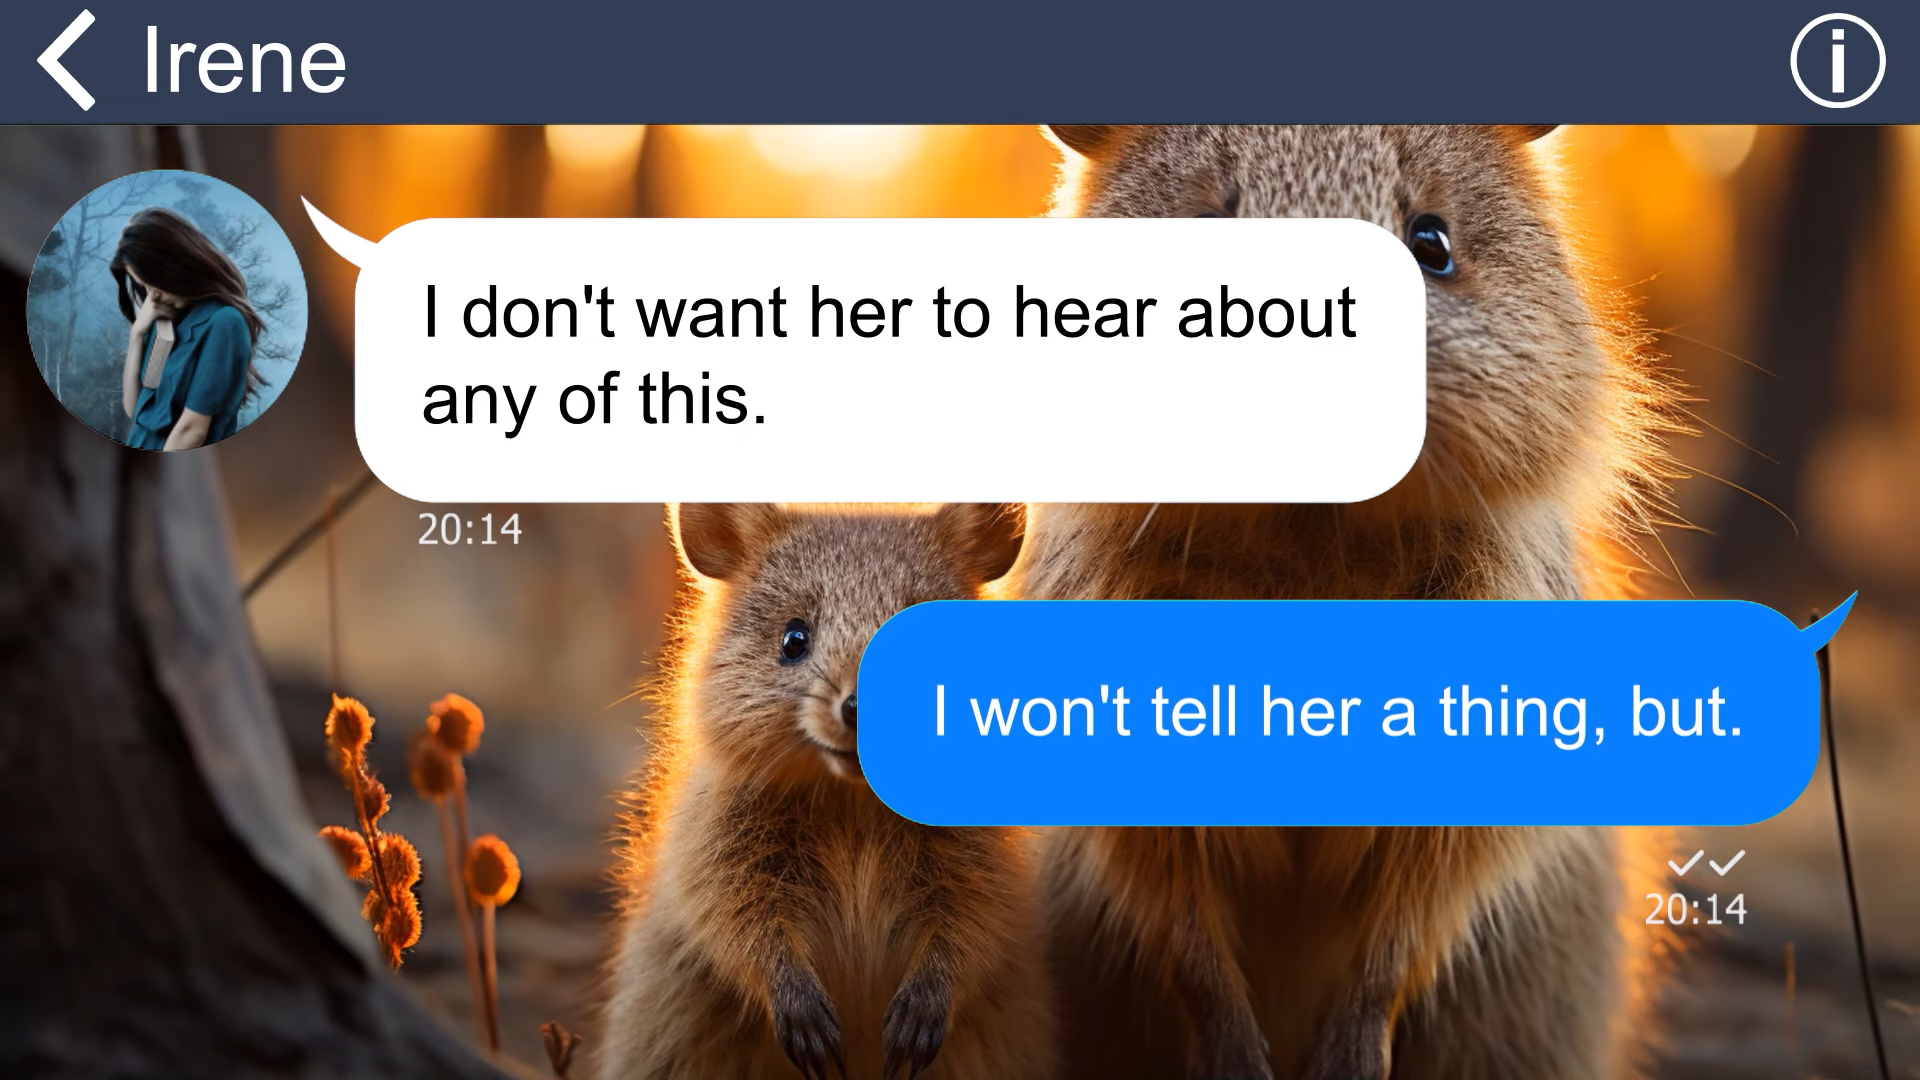 Irene
I don't want her to hear about
any of this.
20:14
I won't tell her a thing, but.
20:14